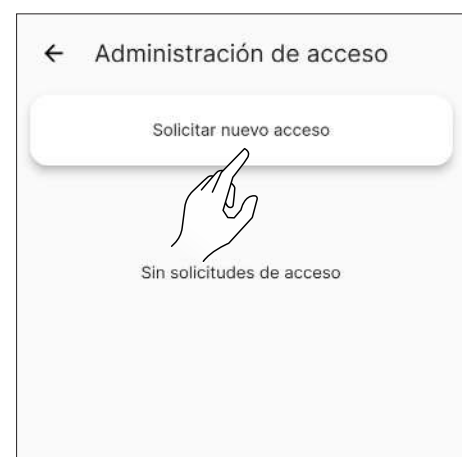 Administración de acceso
Solicitar nuevo acceso
Sin solicitudes de acceso